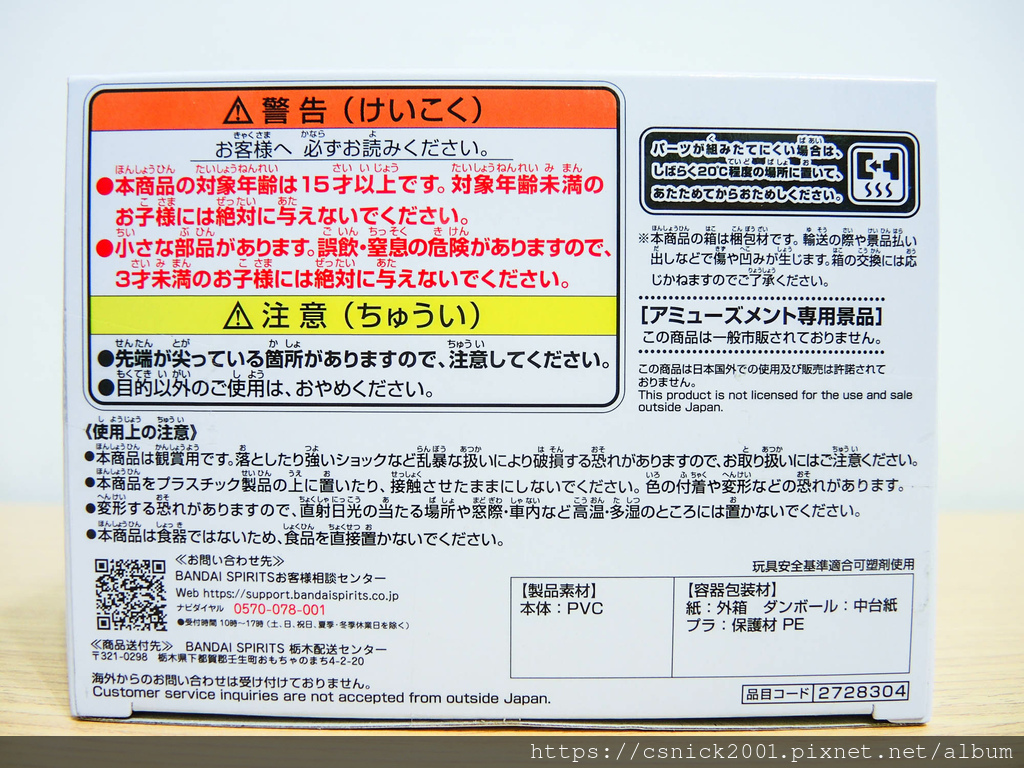 ⚠警告（けいこく）
お客様へ 必ずお読みください。
●本商品の対象年齢は15才以上です。対象年齢未満の
お子様には絶対に与えないでください。
●小さな部品があります。誤飲・窒息の危険がありますので、
3才未満のお子様には絶対に与えないでください。
⚠注意（ちゅうい）
●先端が尖っている箇所がありますので、注意してください。
●目的以外のご使用は、おやめください。
パーツが組みたてにくい場合は、
しばらく20℃程度の場所に置いて、
あたためてからおためしください。
※本商品の箱は梱包材です。輸送の際や景品払い
出しなどで傷や凹みが生じます。箱の交換には応
じかねますのでご了承ください。
[アミューズメント専用景品]
この商品は一般市販されておりません。
この商品は日本国外での使用及び販売は許諾されて
おりません。
This product is not licensed for the use and sale
outside Japan.
《使用上の注意》
●本商品は観賞用です。落としたり強いショックなど乱暴な扱いにより破損する恐れがありますので、お取り扱いにはご注意ください。
●本商品をプラスチック製品の上に置いたり、接触させたままにしないでください。色の付着や変形などの恐れがあります。
●変形する恐れがありますので、直射日光の当たる場所や窓際・車内など高温・多湿のところには置かないでください。
●本商品は食器ではないため、食品を直接置かないでください。
≪お問い合わせ先≫
BANDAI SPIRITSお客様相談センター
Web https://support.bandaispirits.co.jp
ナビダイヤル 0570-078-001
●受付時間 10時〜17時（土、日、祝日、夏季・冬季休業日を除く）
≪商品送付先≫ BANDAI SPIRITS 栃木配送センター
〒321-0298 栃木県下都賀郡壬生町おもちゃのまち4-2-20
海外からのお問い合わせは受け付けておりません。
Customer service inquiries are not accepted from outside Japan.
玩具安全基準適合可塑剤使用
【製品素材】
本体：PVC
【容器包装材】
紙：外箱 ダンボール：中台紙
プラ：保護材 PE
品目コード 2728304
https://csnick2001.pixnet.net/album